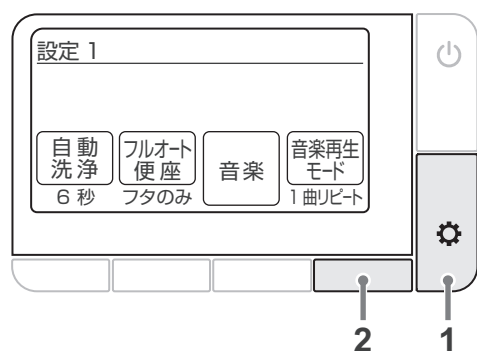 設定 1
自動
洗浄
6 秒
フルオート
便座
フタのみ
音楽
音楽再生
モード
1 曲リピート
2
1